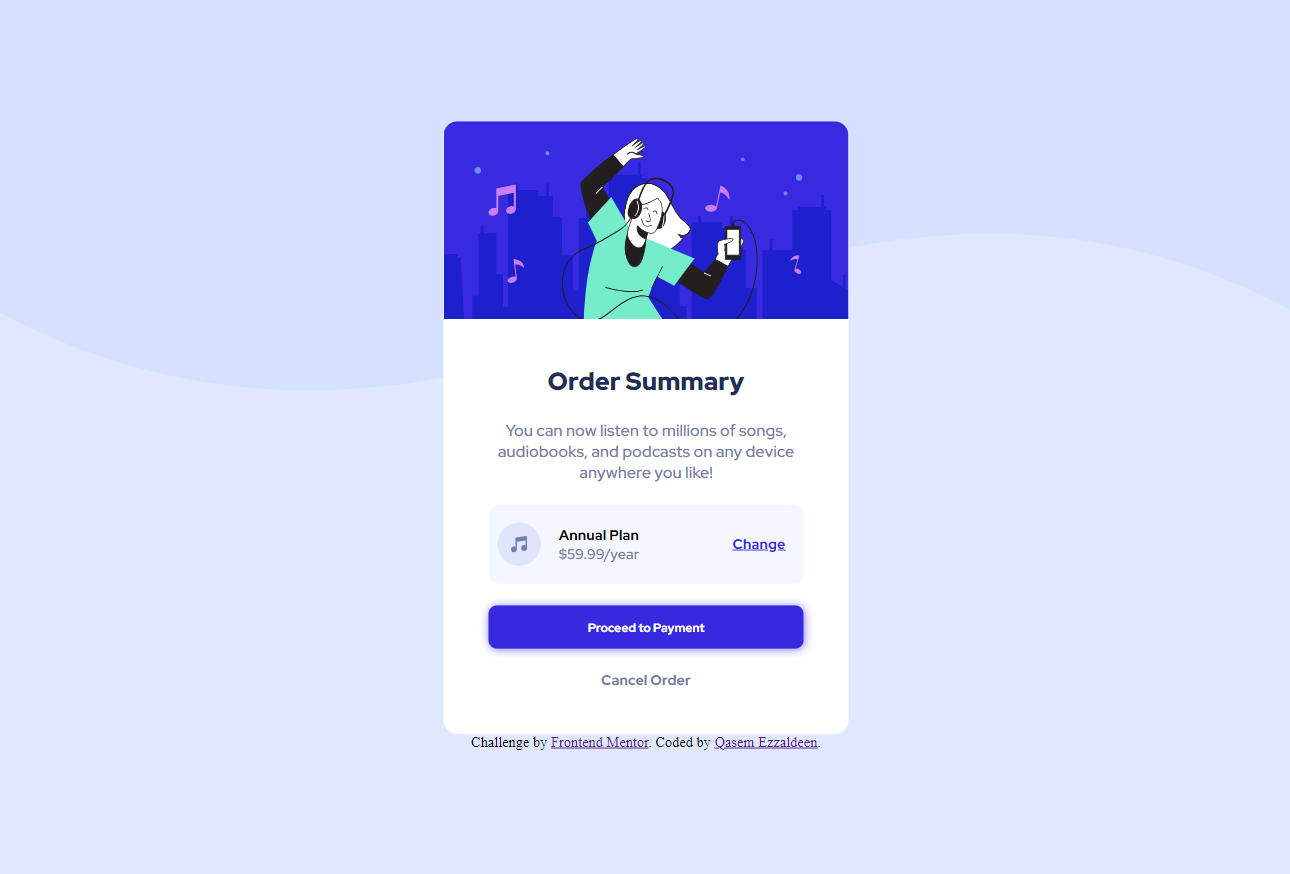 Order Summary
You can now listen to millions of songs,
audiobooks, and podcasts on any device
anywhere you like!
Annual Plan
$59.99/year
Change
Proceed to Payment
Cancel Order
Challenge by Frontend Mentor. Coded by Qasem Ezzaldeen.